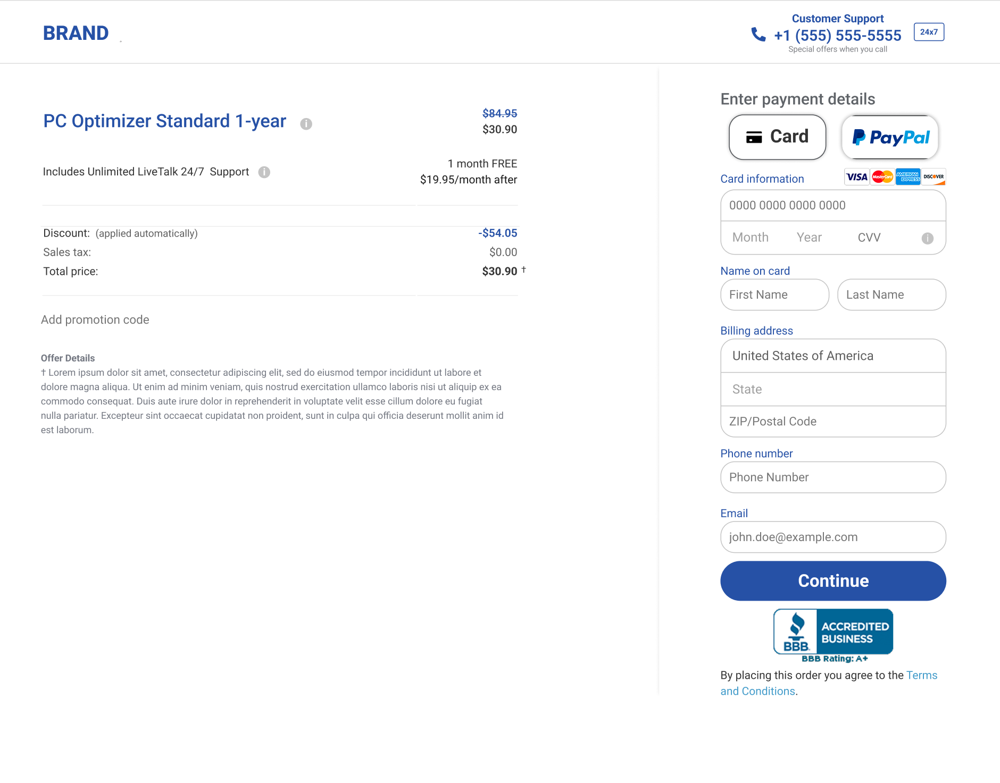 BRAND
Customer Support
+1 (555) 555-5555
24x7
Special offers when you call
PC Optimizer Standard 1-year
$84.95
$30.90
Includes Unlimited LiveTalk 24/7 Support
1 month FREE
$19.95/month after
Discount: (applied automatically)
-$54.05
Sales tax:
$0.00
Total price:
$30.90 †
Add promotion code
Offer Details
† Lorem ipsum dolor sit amet, consectetur adipiscing elit, sed do eiusmod tempor incididunt ut labore et
dolore magna aliqua. Ut enim ad minim veniam, quis nostrud exercitation ullamco laboris nisi ut aliquip ex ea
commodo consequat. Duis aute irure dolor in reprehenderit in voluptate velit esse cillum dolore eu fugiat
nulla pariatur. Excepteur sint occaecat cupidatat non proident, sunt in culpa qui officia deserunt mollit anim id
est laborum.
Enter payment details
Card
PayPal
Card information
VISA MasterCard AMERICAN EXPRESS DISCOVER
0000 0000 0000 0000
Month Year CVV
Name on card
First Name
Last Name
Billing address
United States of America
State
ZIP/Postal Code
Phone number
Phone Number
Email
john.doe@example.com
Continue
BBB.
ACCREDITED
BUSINESS
BBB Rating: A+
By placing this order you agree to the Terms
and Conditions.